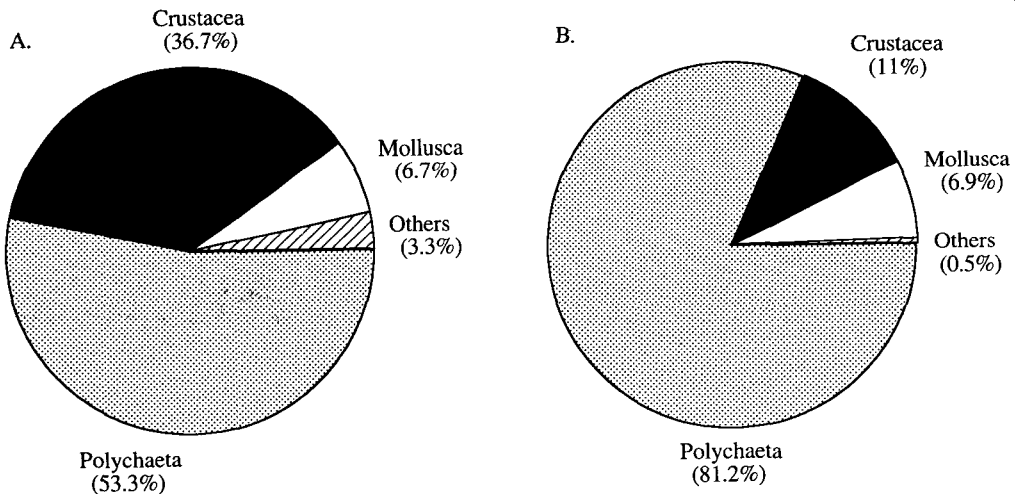 A.
Crustacea
(36.7%)
Mollusca
(6.7%)
Others
(3.3%)
Polychaeta
(53.3%)
B.
Crustacea
(11%)
Mollusca
(6.9%)
Others
(0.5%)
Polychaeta
(81.2%)